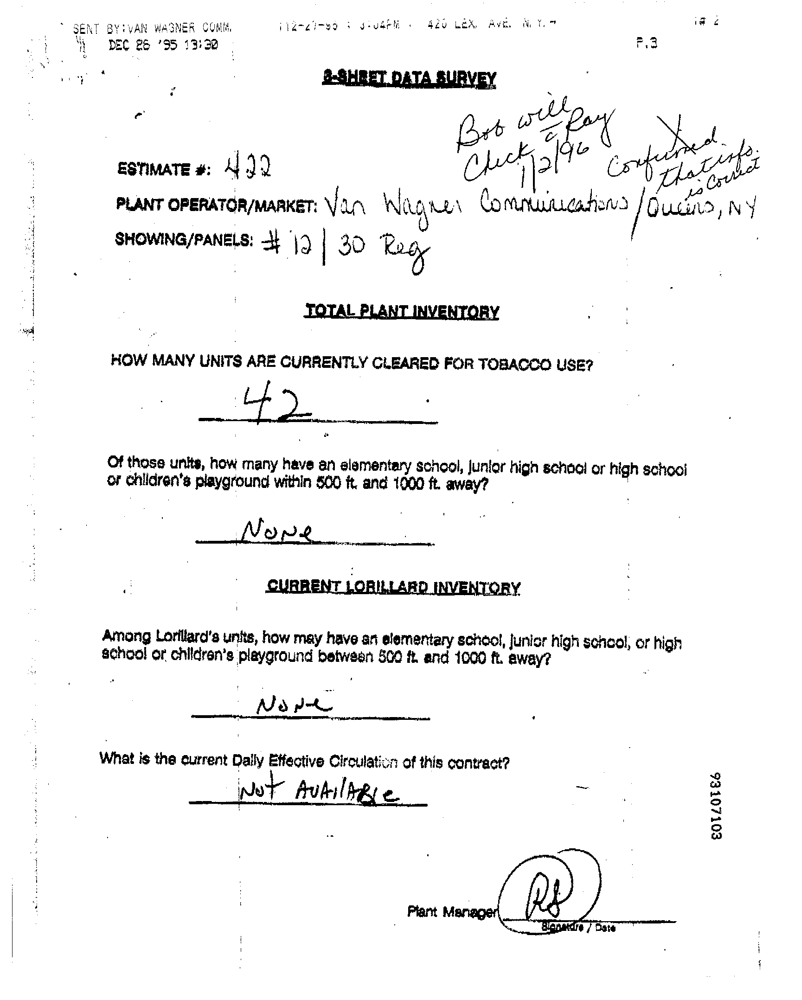 SENT BY:VAN WAGNER COMM. 12-27-95 : 3:04PM 420 LEX. AVE. N.Y.→ # 2
DEC 26 '95 13:30 P.3
3-SHEET DATA SURVEY
Bob will
Check c Ray
1/2/96
Confirmed
that info.
is correct
ESTIMATE #: 422
PLANT OPERATOR/MARKET: Van Wagner Communications / Queens, NY
SHOWING/PANELS: # 12 / 30 Reg
TOTAL PLANT INVENTORY
HOW MANY UNITS ARE CURRENTLY CLEARED FOR TOBACCO USE?
42
Of those units, how many have an elementary school, junior high school or high school
or children's playground within 500 ft. and 1000 ft. away?
None
CURRENT LORILLARD INVENTORY
Among Lorillard's units, how may have an elementary school, junior high school, or high
school or children's playground between 500 ft. and 1000 ft. away?
None
What is the current Daily Effective Circulation of this contract?
Not AvAilABle
93107103
Plant Manager RS
Signature / Date